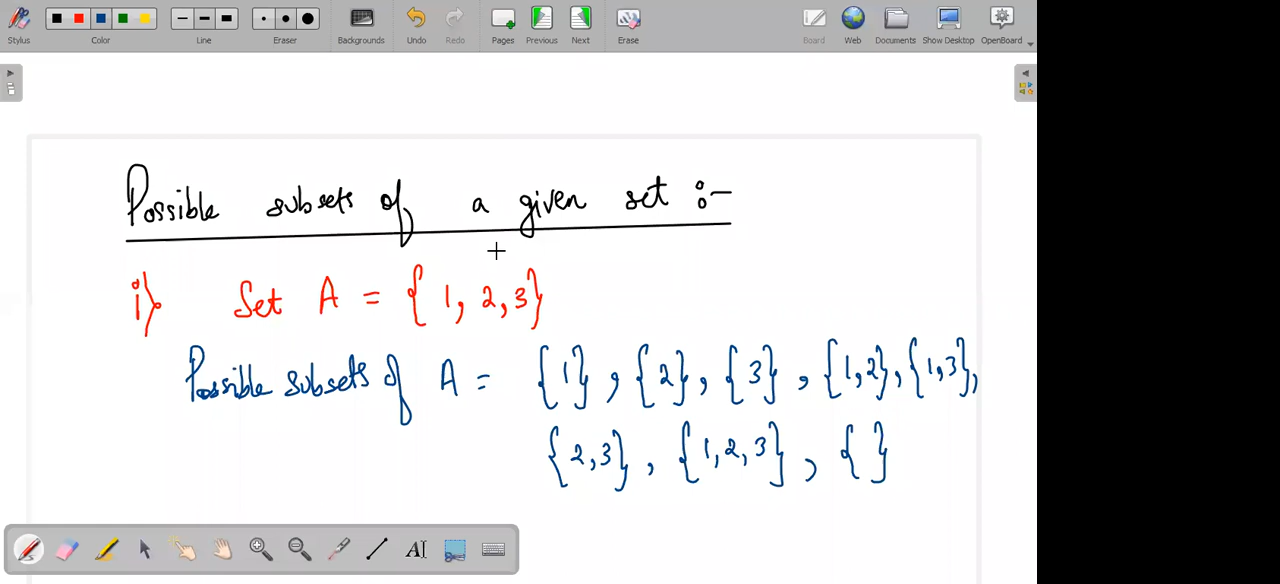 Stylus Color Line Eraser Backgrounds Undo Redo Pages Previous Next Erase Board Web Documents Show Desktop OpenBoard
Possible subsets of a given set :-
i) Set A = { 1, 2, 3 }
Possible subsets of A = {1} , {2} , {3} , {1,2} , {1,3} ,
{2,3} , {1,2,3} , { }